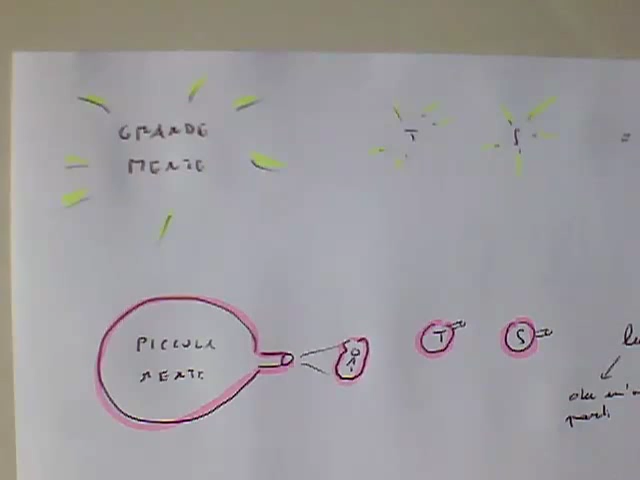 GRANDE
MENTE
T
S
=
PICCOLA
MENTE
T
S